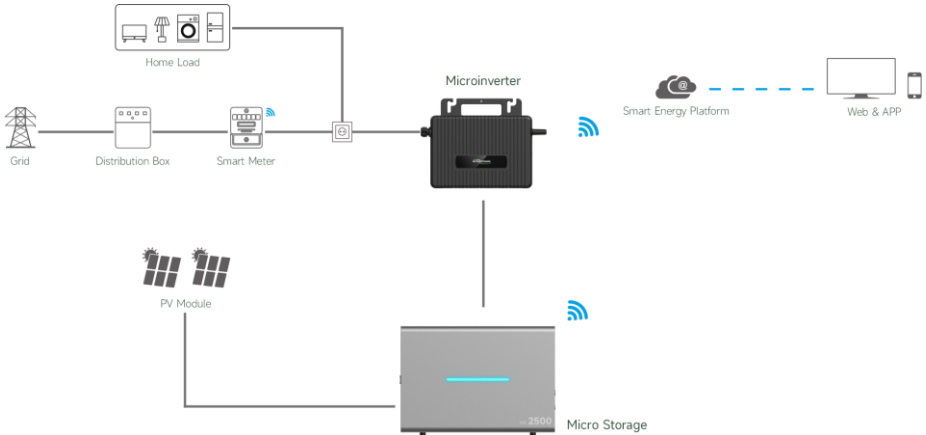 Home Load
Microinverter
@
Smart Energy Platform
Web & APP
Grid
Distribution Box
Smart Meter
PV Module
2500
Micro Storage